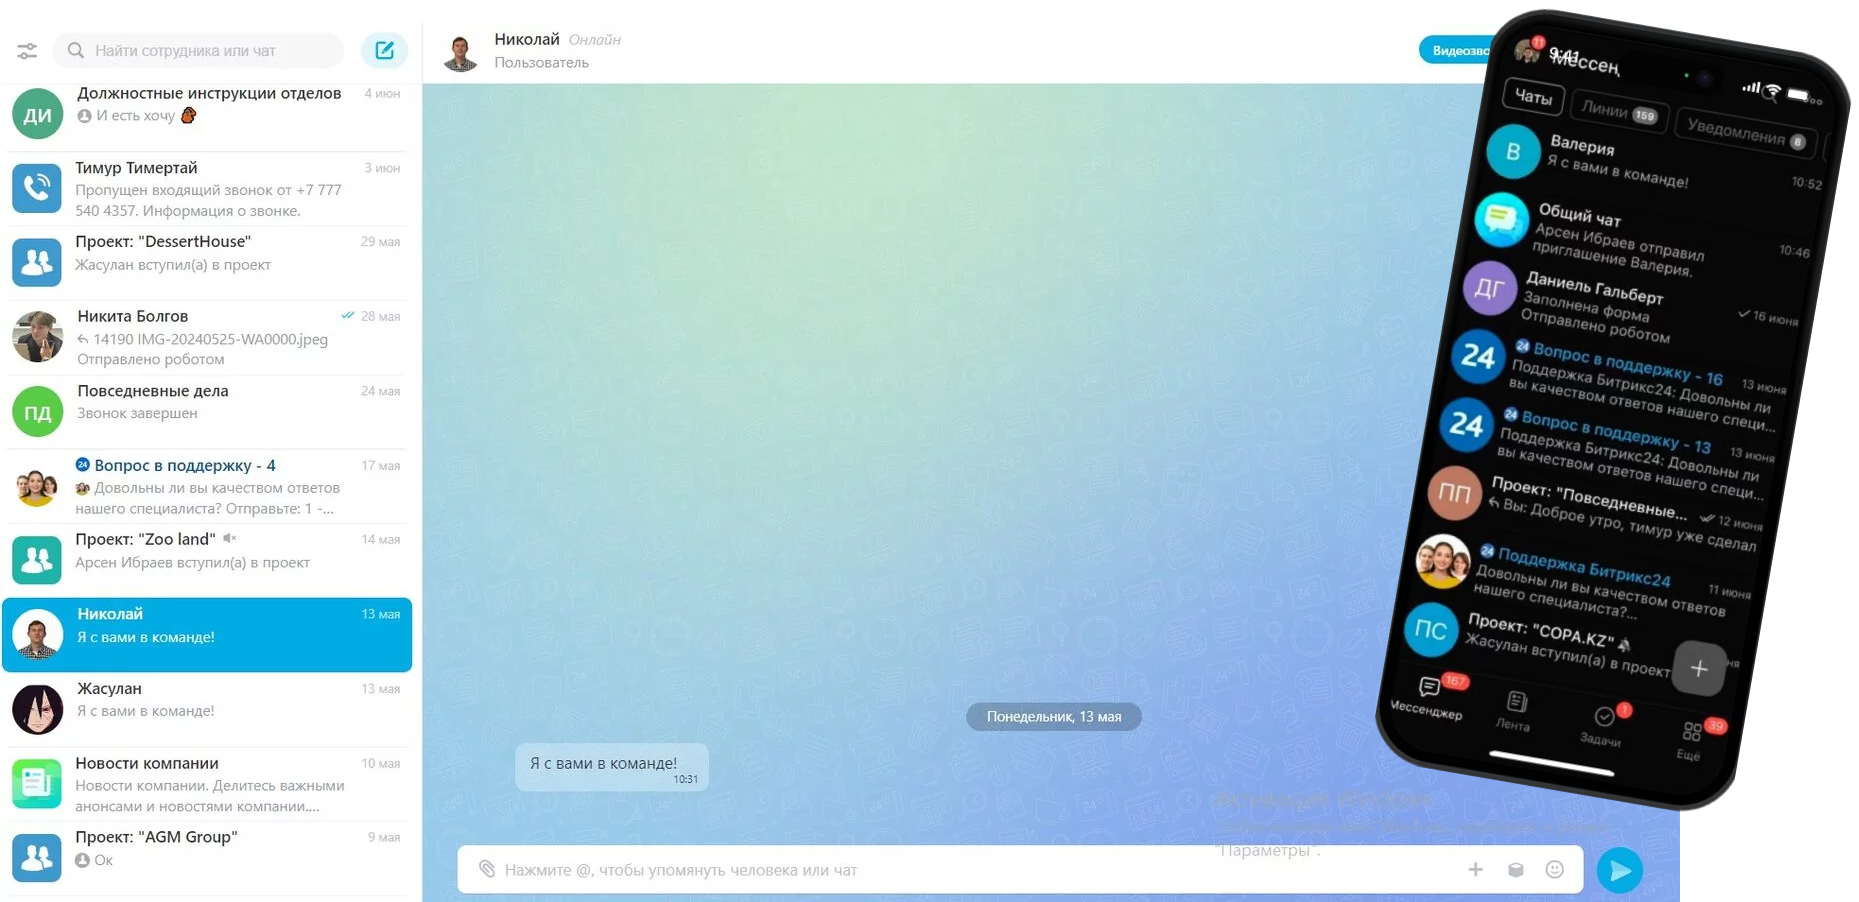 Найти сотрудника или чат
Должностные инструкции отделов
4 июн
ДИ
И есть хочу
Тимур Тимертай
3 июн
Пропущен входящий звонок от +7 777
540 4357. Информация о звонке.
Проект: "DessertHouse"
29 мая
Жасулан вступил(а) в проект
Никита Болгов
28 мая
14190 IMG-20240525-WA0000.jpeg
Отправлено роботом
Повседневные дела
24 мая
ПД
Звонок завершен
24 Вопрос в поддержку - 4
17 мая
Довольны ли вы качеством ответов
нашего специалиста? Отправьте: 1 -...
Проект: "Zoo land"
14 мая
Арсен Ибраев вступил(а) в проект
Николай
13 мая
Я с вами в команде!
Жасулан
13 мая
Я с вами в команде!
Новости компании
10 мая
Новости компании. Делитесь важными
анонсами и новостями компании....
Проект: "AGM Group"
9 мая
Ок
Николай Онлайн
Пользователь
Видеозво
Понедельник, 13 мая
Я с вами в команде!
10:31
"Параметры".
Нажмите @, чтобы упомянуть человека или чат
11
9:41
Мессен
Чаты
Линии 159
Уведомления 8
В
Валерия
Я с вами в команде!
10:52
Общий чат
Арсен Ибраев отправил
приглашение Валерия.
10:46
ДГ
Даниель Гальберт
Заполнена форма
Отправлено роботом
16 июня
24
24 Вопрос в поддержку - 16
13 июня
Поддержка Битрикс24: Довольны ли
вы качеством ответов нашего специ...
24
24 Вопрос в поддержку - 13
13 июня
Поддержка Битрикс24: Довольны ли
вы качеством ответов нашего специ...
ПП
Проект: "Повседневные...
12 июня
Вы: Доброе утро, тимур уже сделал
24 Поддержка Битрикс24
11 июня
Довольны ли вы качеством ответов
нашего специалиста?...
ПС
Проект: "COPA.KZ"
Жасулан вступил(а) в проект
Мессенджер
167
Лента
Задачи
1
Ещё
39